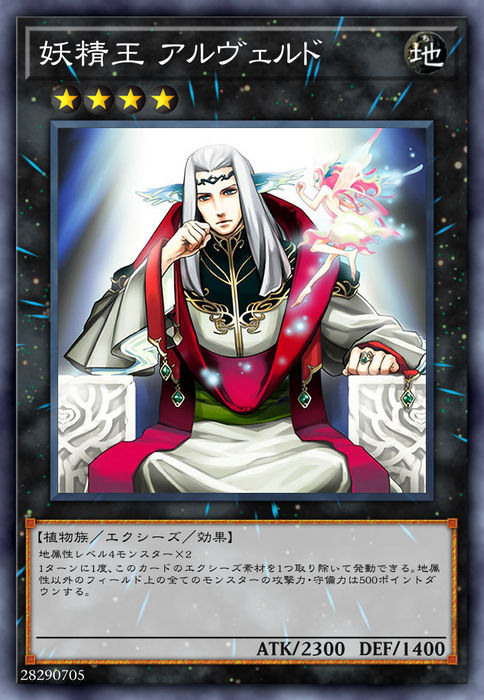 妖精王 アルヴェルド
ち
地
【植物族／エクシーズ／効果】
地属性レベル4モンスター×2
1ターンに1度、このカードのエクシーズ素材を1つ取り除いて発動できる。地属
性以外のフィールド上の全てのモンスターの攻撃力・守備力は500ポイントダ
ウンする。
ATK/2300 DEF/1400
28290705